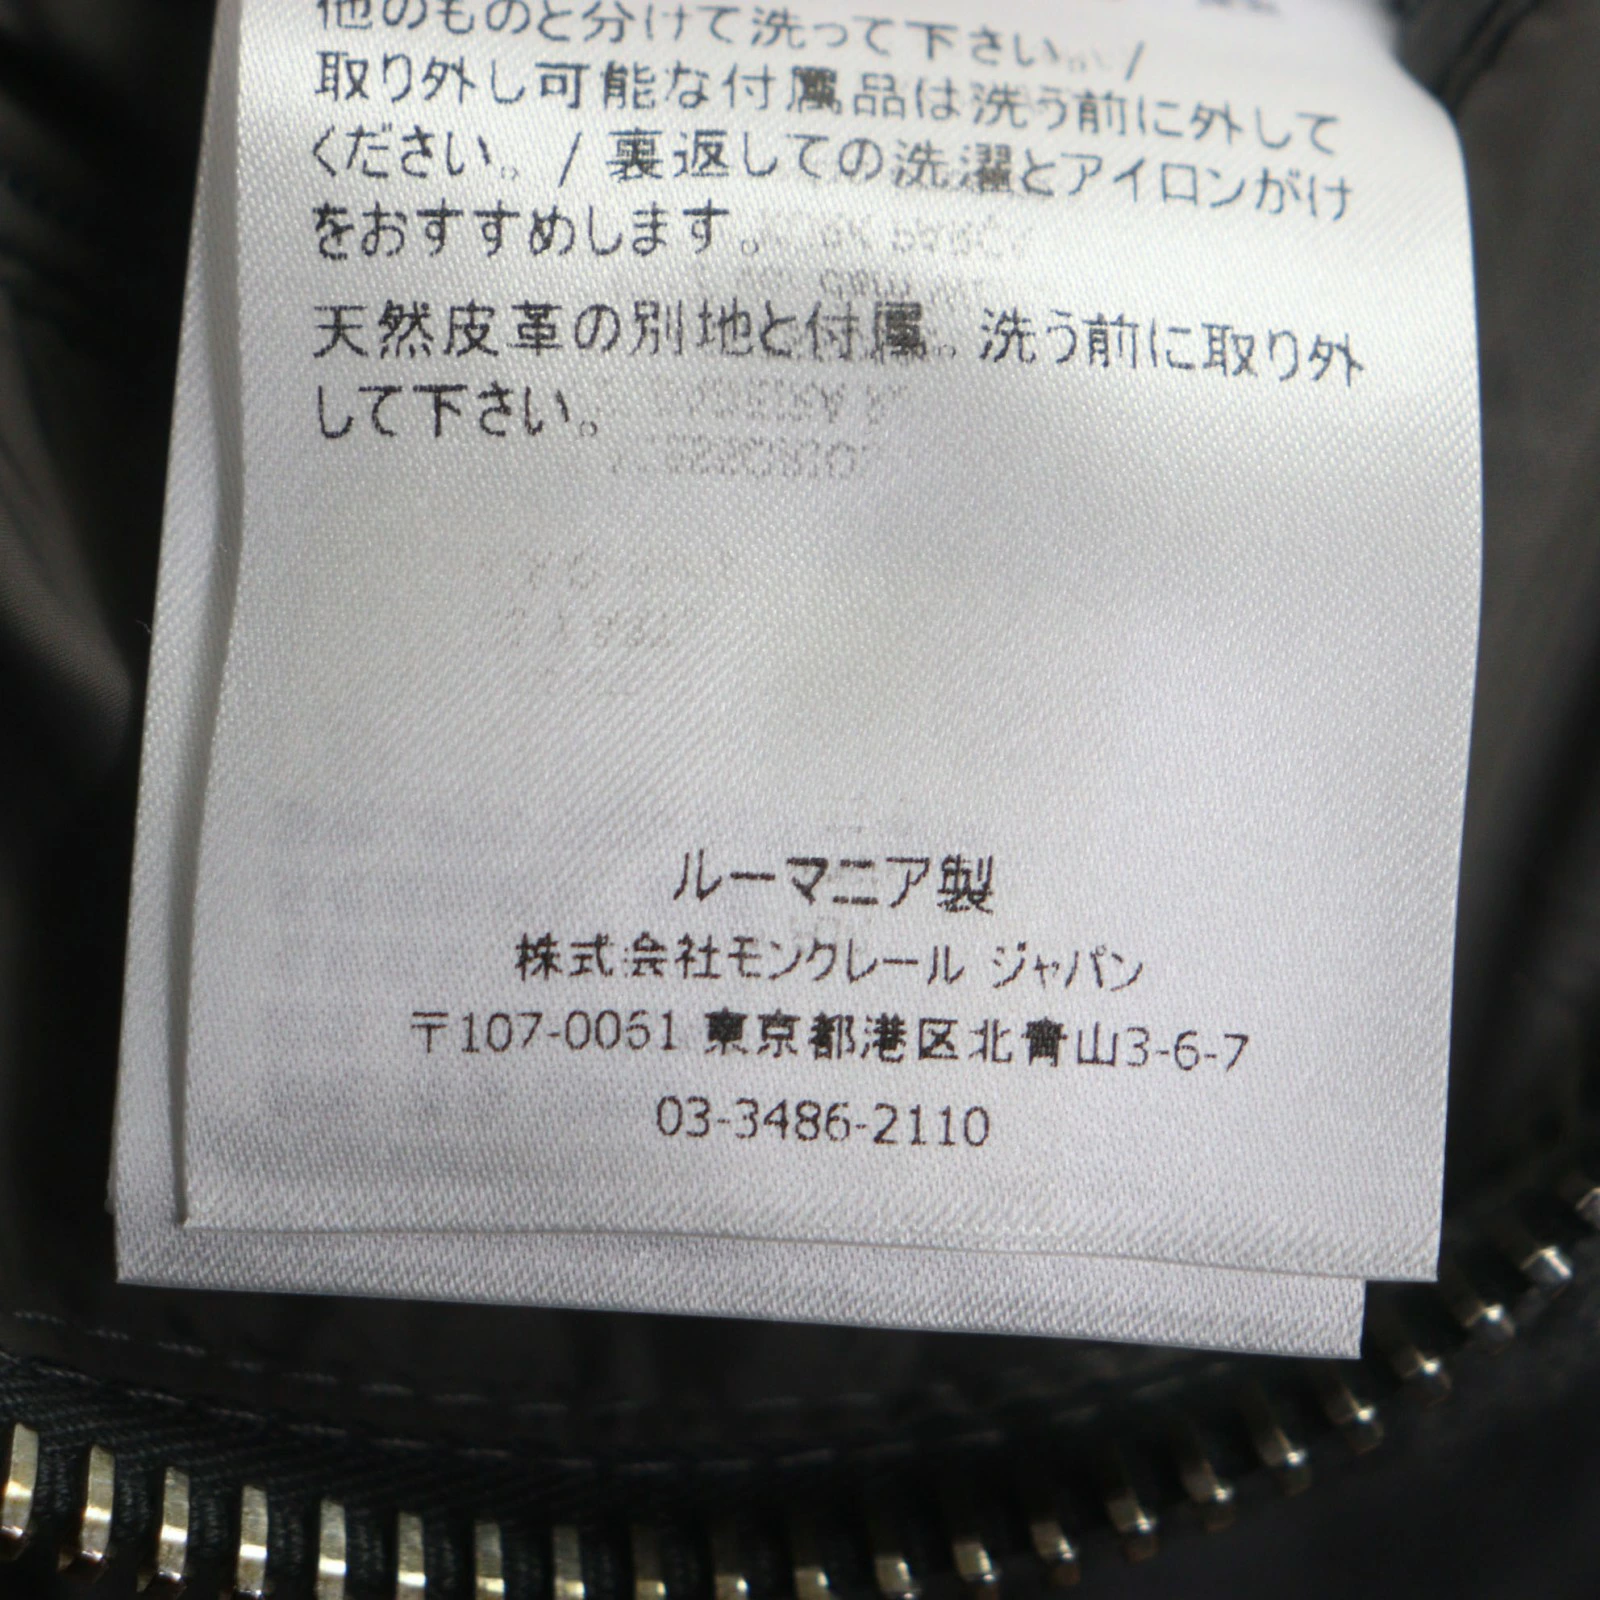 他のものと分けて洗って下さい。/
取り外し可能な付属品は洗う前に外して
ください。/ 裏返しての洗濯とアイロンがけ
をおすすめします。
天然皮革の別地と付属。洗う前に取り外
して下さい。
ルーマニア製
株式会社モンクレール ジャパン
〒107-0061 東京都港区北青山3-6-7
03-3486-2110